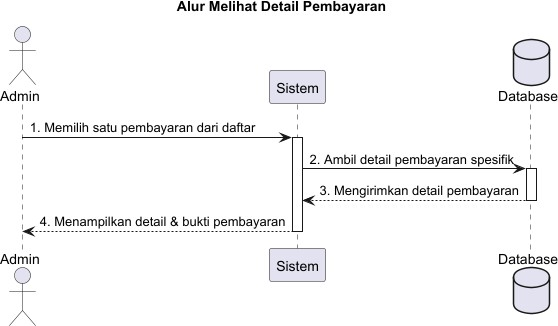 Alur Melihat Detail Pembayaran
Admin
Sistem
Database
1. Memilih satu pembayaran dari daftar
2. Ambil detail pembayaran spesifik
3. Mengirimkan detail pembayaran
4. Menampilkan detail & bukti pembayaran
Admin
Sistem
Database